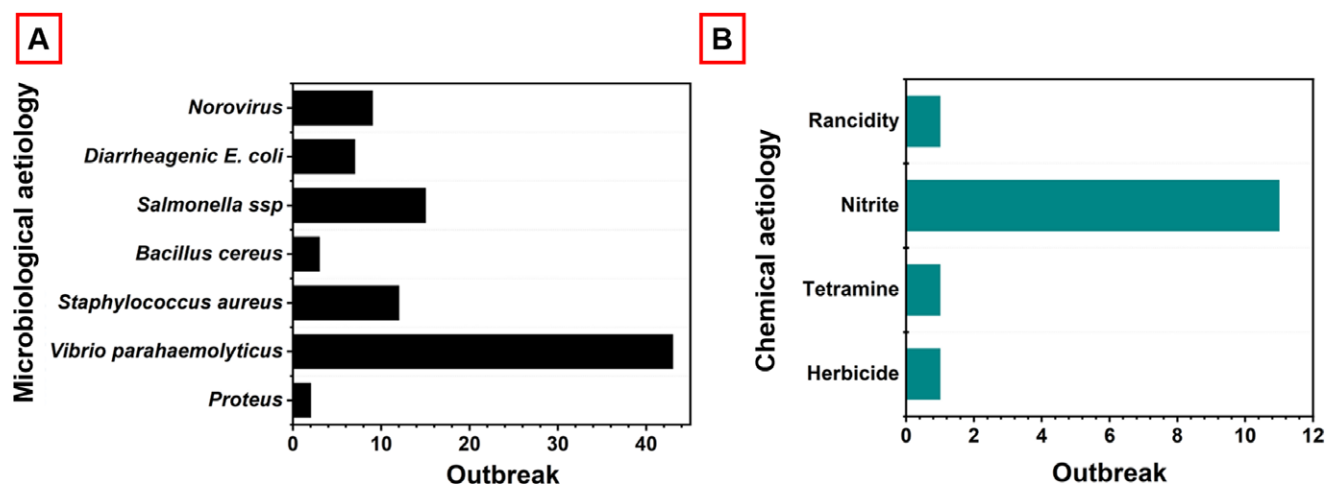 A
Microbiological aetiology
Norovirus
Diarrheagenic E. coli
Salmonella ssp
Bacillus cereus
Staphylococcus aureus
Vibrio parahaemolyticus
Proteus
0 10 20 30 40
Outbreak
B
Chemical aetiology
Rancidity
Nitrite
Tetramine
Herbicide
0 2 4 6 8 10 12
Outbreak